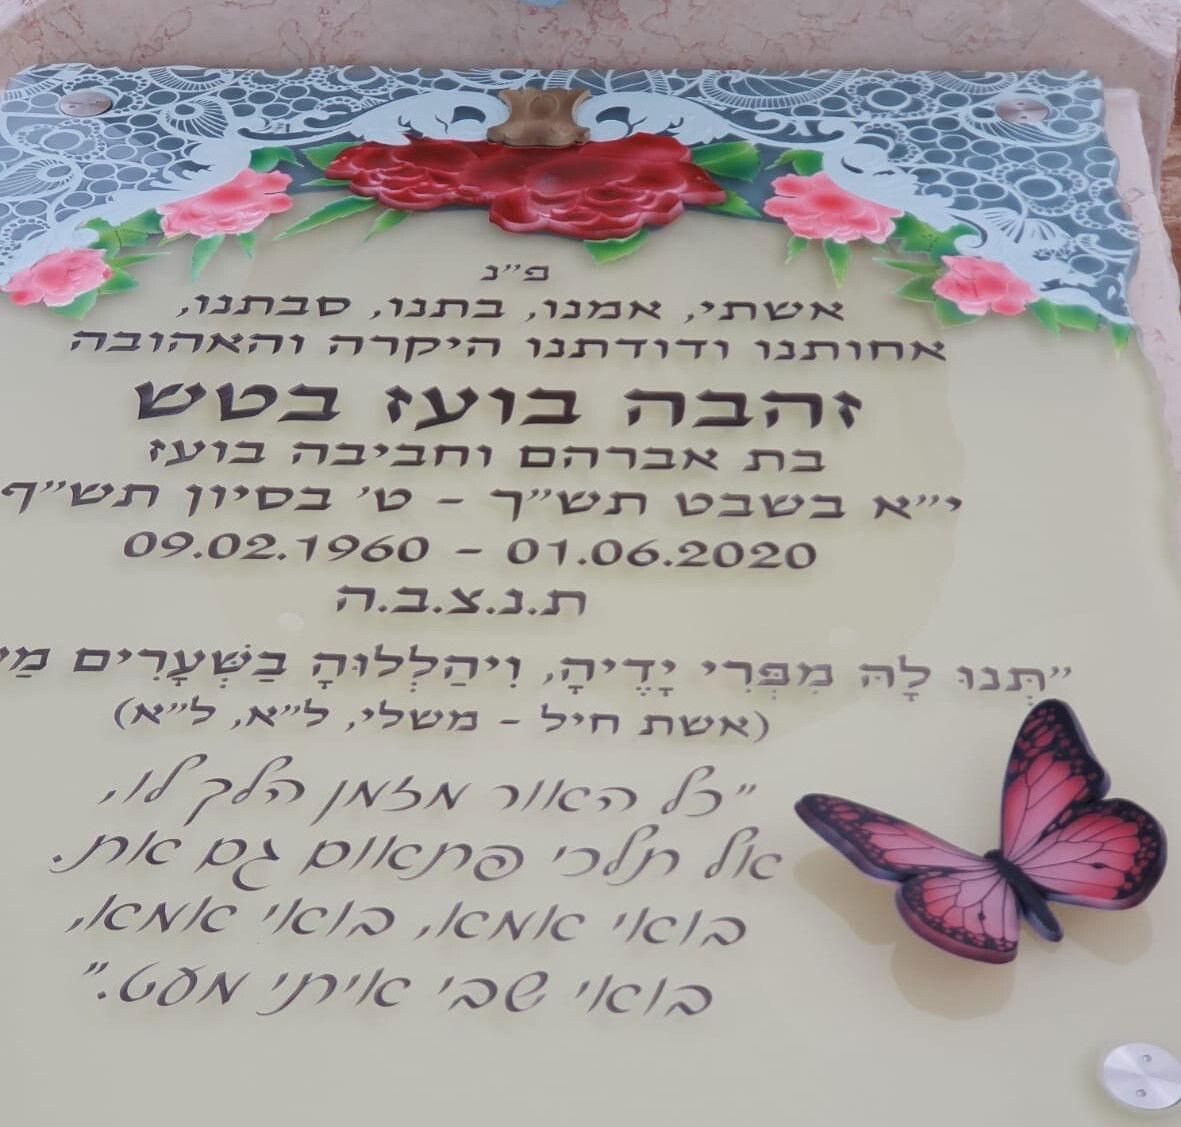 פ״נ
אשתי, אמנו, בתנו, סבתנו,
אחותנו ודודתנו היקרה והאהובה
זהבה בועז בטש
בת אברהם וחביבה בועז
י״א בשבט תש״ך - ט׳ בסיון תש״ף
09.02.1960 - 01.06.2020
ת.נ.צ.ב.ה
״תְּנוּ לָהּ מִפְּרִי יָדֶיהָ, וִיהַלְלוּהָ בַשְּׁעָרִים
(אשת חיל - משלי, ל״א, ל״א)
״כל האור מזמן הלך לו,
אל תלכי פתאום גם את.
בואי אמא, בואי אמא,
בואי שבי איתי מעט.״